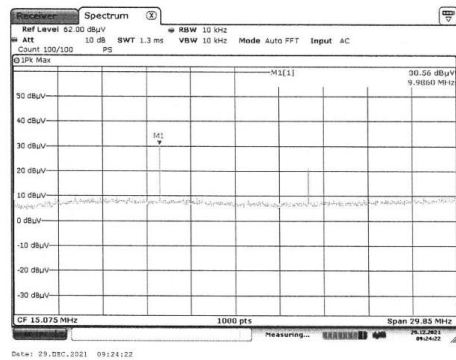 Receiver Spectrum X
Ref Level 62.00 dBµV RBW 10 kHz
Att 10 dB SWT 1.3 ms VBW 10 kHz Mode Auto FFT Input AC
Count 100/100 PS
1Pk Max
M1[1] 30.56 dBµV
9.9860 MHz
50 dBµV
40 dBµV
M1
30 dBµV
20 dBµV
10 dBµV
0 dBµV
-10 dBµV
-20 dBµV
-30 dBµV
CF 15.075 MHz 1000 pts Span 29.85 MHz
Measuring... 29.12.2021
09:24:22
Date: 29.DEC.2021 09:24:22